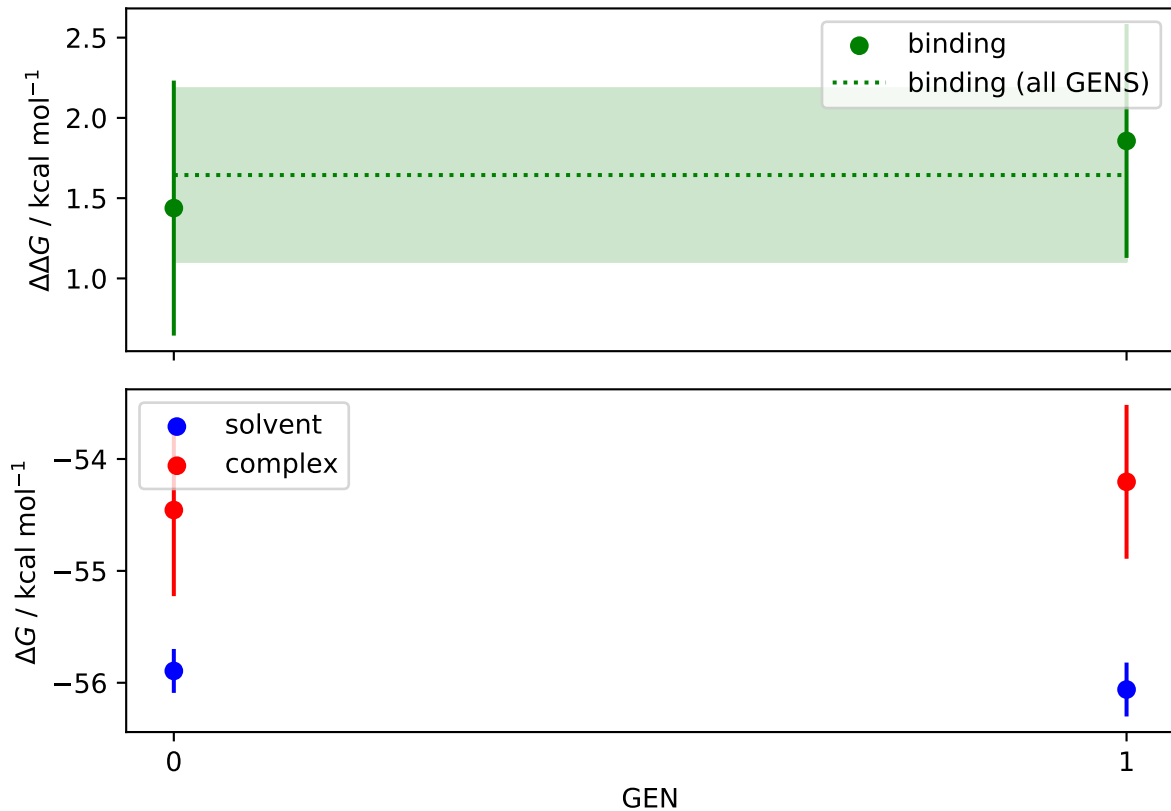 2.5
2.0
1.5
1.0
ΔΔG / kcal mol⁻¹
binding
binding (all GENS)
−54
−55
−56
ΔG / kcal mol⁻¹
solvent
complex
0
1
GEN